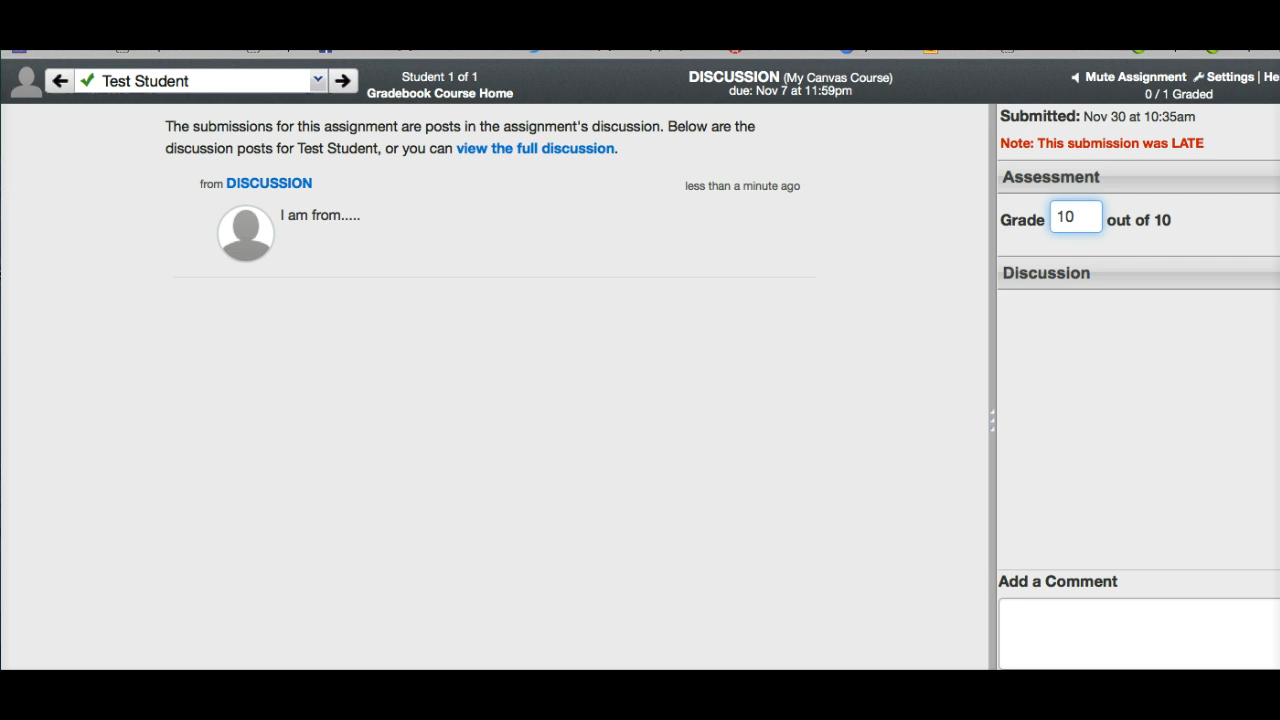 Test Student
Student 1 of 1
Gradebook Course Home
DISCUSSION (My Canvas Course)
due: Nov 7 at 11:59pm
Mute Assignment Settings | He
0 / 1 Graded
The submissions for this assignment are posts in the assignment's discussion. Below are the
discussion posts for Test Student, or you can view the full discussion.
from DISCUSSION
less than a minute ago
I am from.....
Submitted: Nov 30 at 10:35am
Note: This submission was LATE
Assessment
Grade 10 out of 10
Discussion
Add a Comment